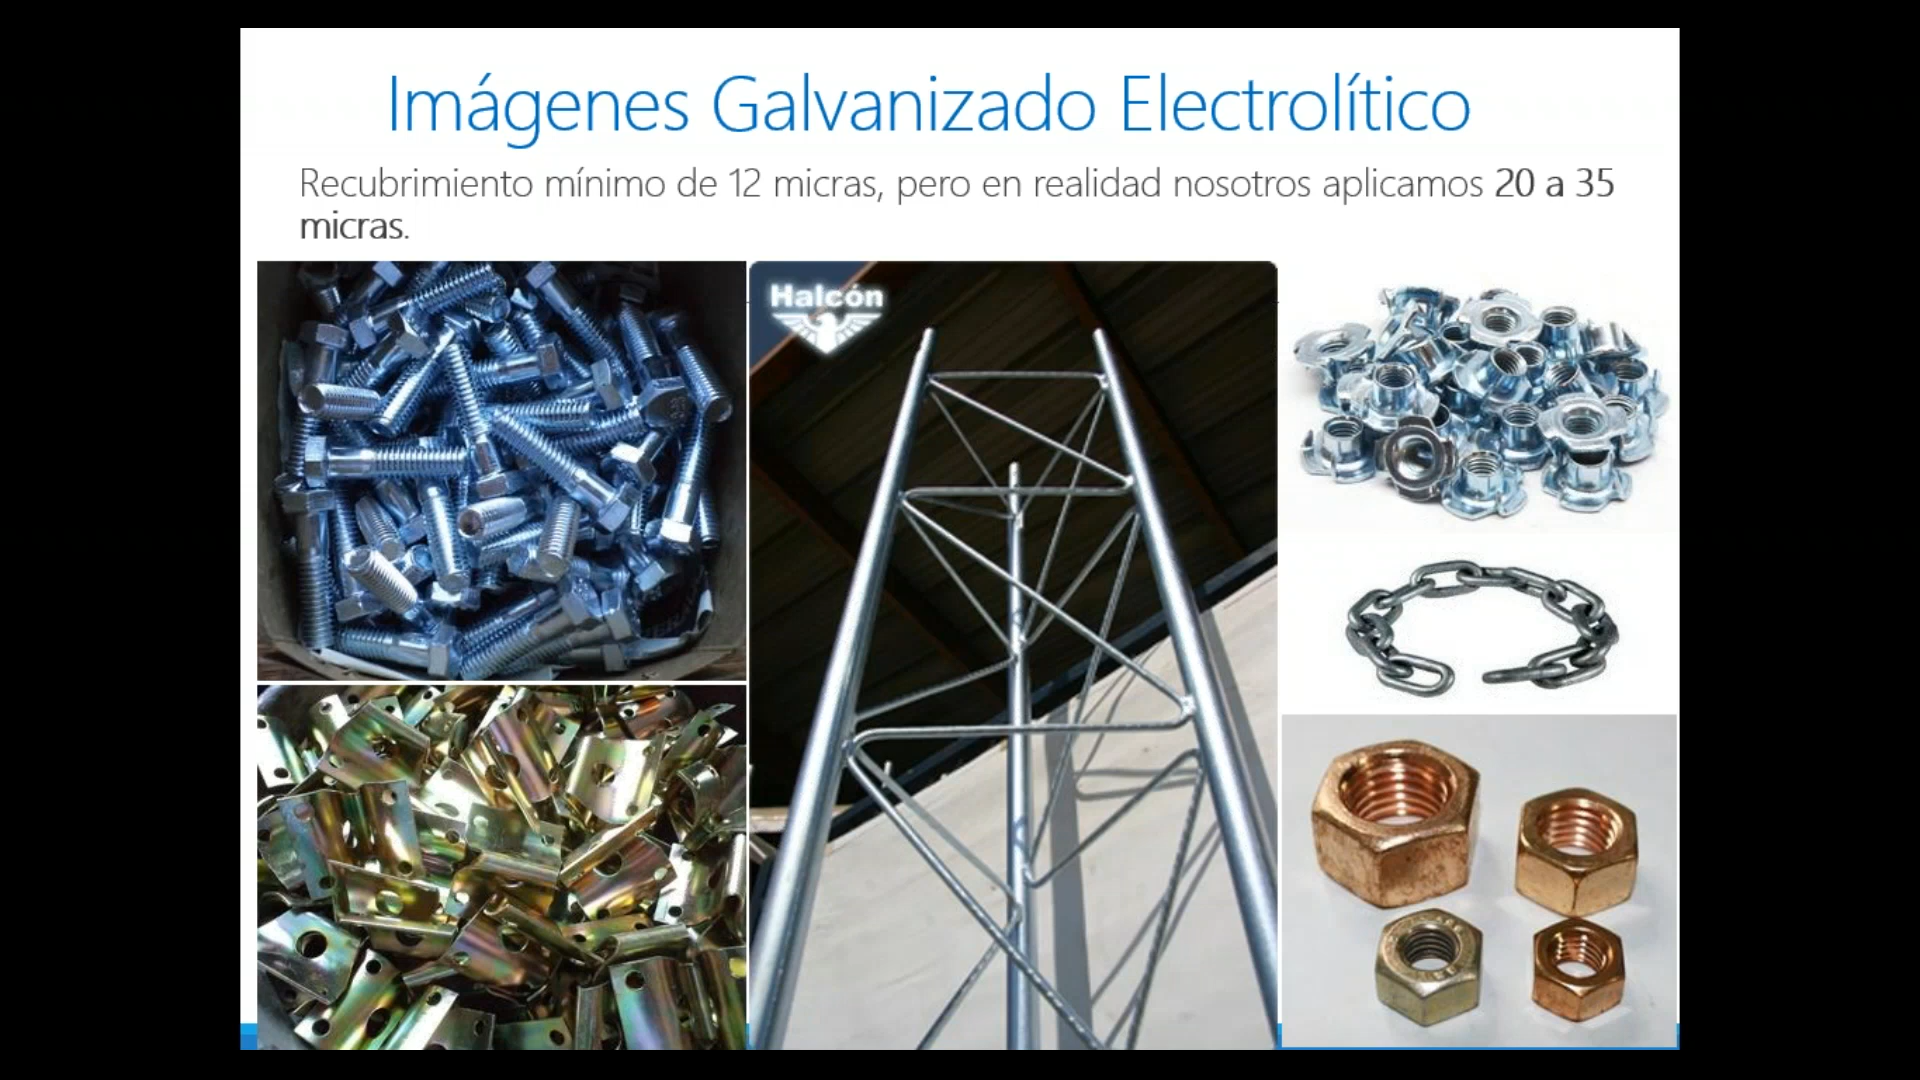 Imágenes Galvanizado Electrolítico
Recubrimiento mínimo de 12 micras, pero en realidad nosotros aplicamos 20 a 35
micras.
Halcón